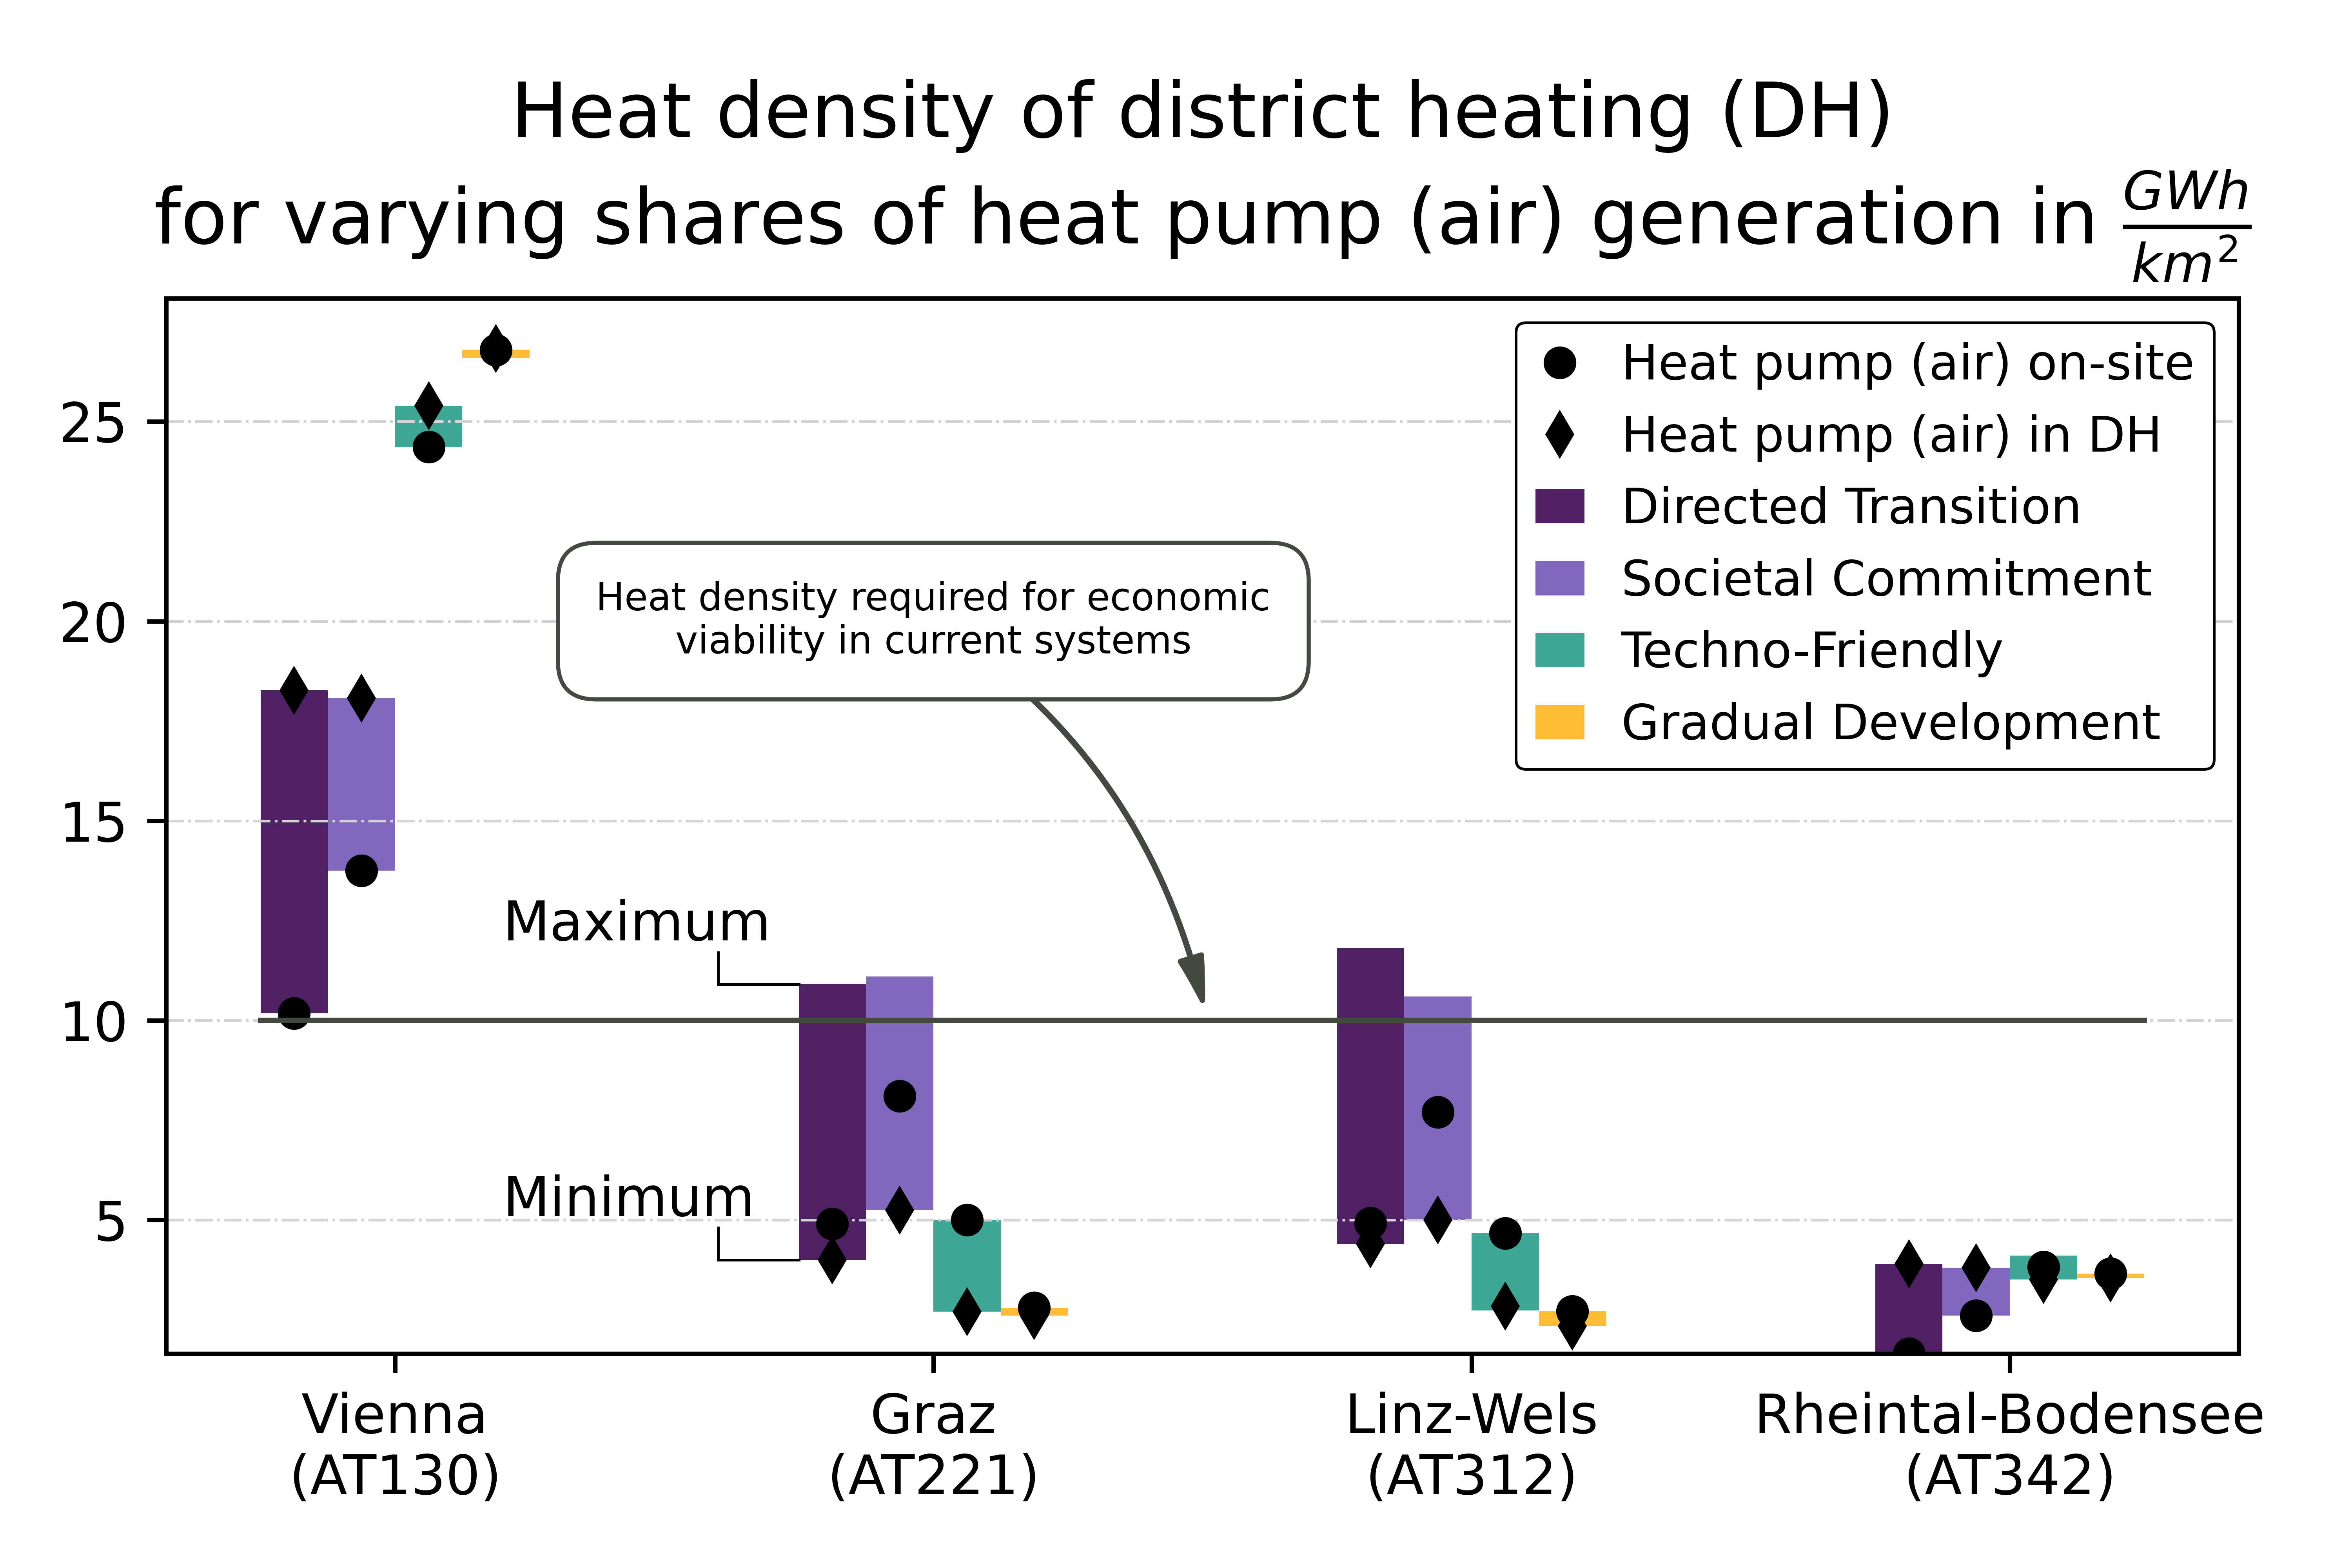 Heat density of district heating (DH)
for varying shares of heat pump (air) generation in GWh/km²
Heat pump (air) on-site
Heat pump (air) in DH
Directed Transition
Societal Commitment
Techno-Friendly
Gradual Development
25
20
15
10
5
Heat density required for economic
viability in current systems
Maximum
Minimum
Vienna
(AT130)
Graz
(AT221)
Linz-Wels
(AT312)
Rheintal-Bodensee
(AT342)